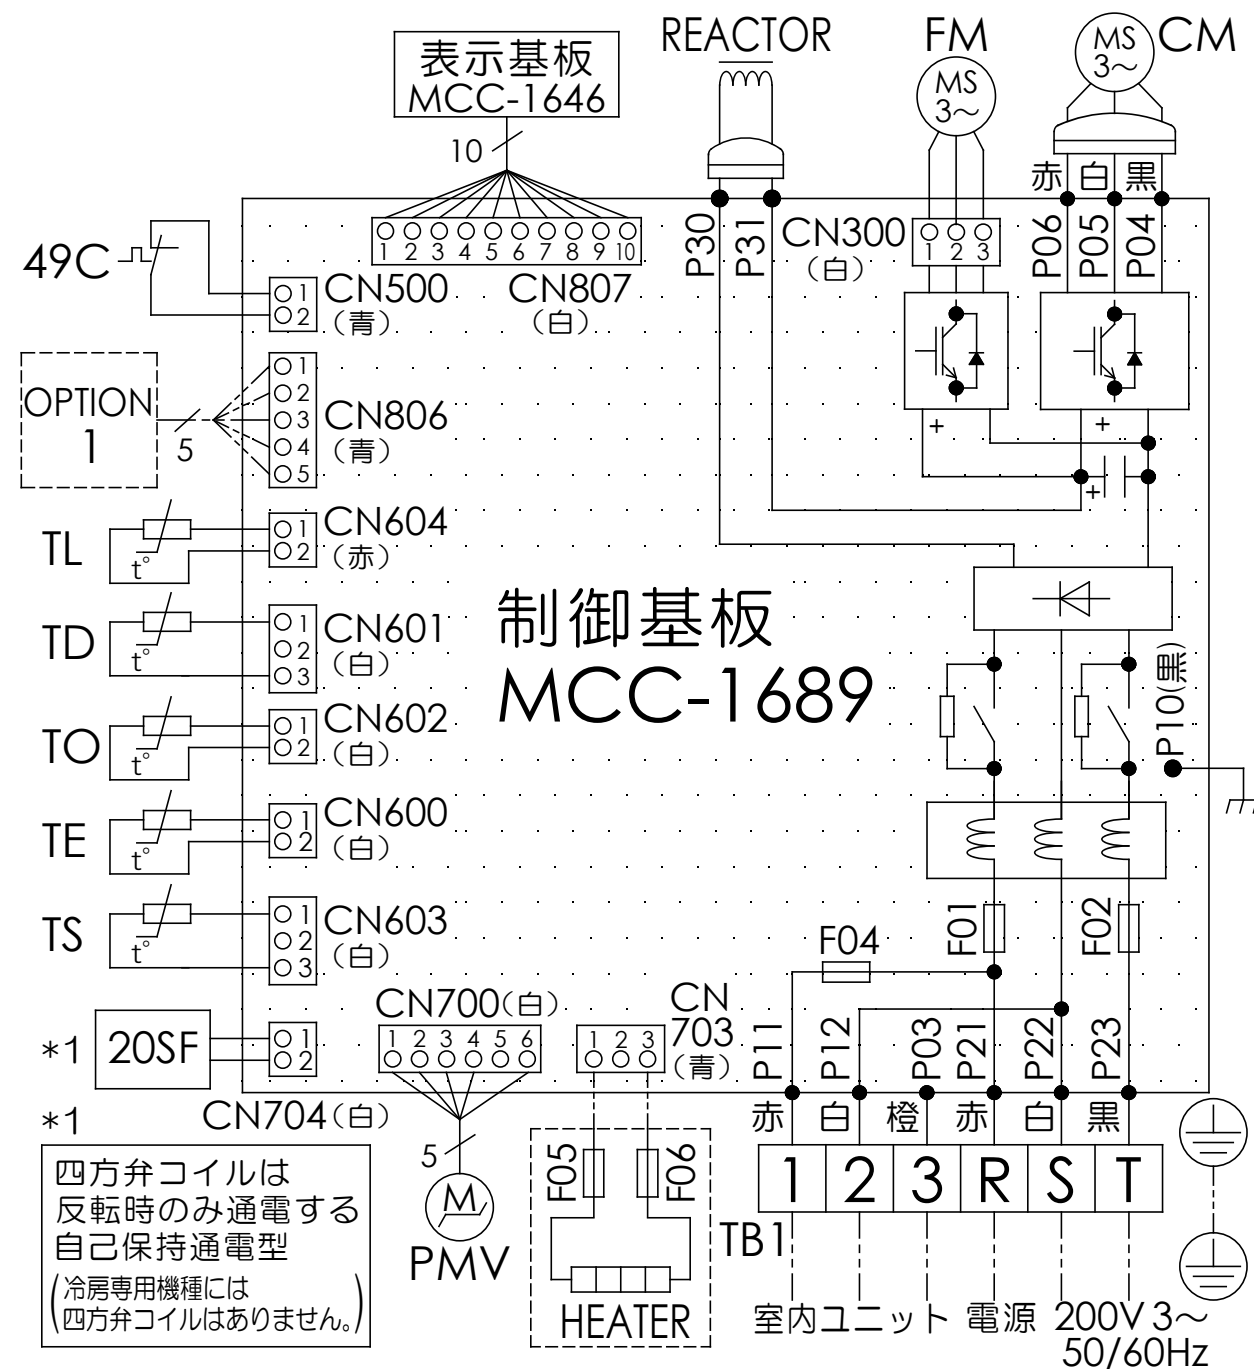 REACTOR
FM
CM
MS
3～
MS
3～
表示基板
MCC-1646
10
赤 白 黒
P30
P31
CN300
（白）
1 2 3
P06
P05
P04
1 2 3 4 5 6 7 8 9 10
CN807
（白）
49C
1
2
CN500
（青）
OPTION
1
5
1
2
3
4
5
CN806
（青）
+
+
+
TL
t°
1
2
CN604
（赤）
TD
t°
1
2
3
CN601
（白）
制御基板
MCC-1689
TO
t°
1
2
CN602
（白）
P10(黒)
TE
t°
1
2
CN600
（白）
TS
t°
1
2
3
CN603
（白）
F04
F01
F02
*1
20SF
1
2
CN704（白）
CN700（白）
1 2 3 4 5 6
CN
703
（青）
1 2 3
P11
P12
P03
P21
P22
P23
赤 白 橙 赤 白 黒
1 2 3 R S T
TB1
5
M
PMV
F05
F06
HEATER
*1
四方弁コイルは
反転時のみ通電する
自己保持通電型
(冷房専用機種には
四方弁コイルはありません。)
室内ユニット 電源 200V 3～
50/60Hz